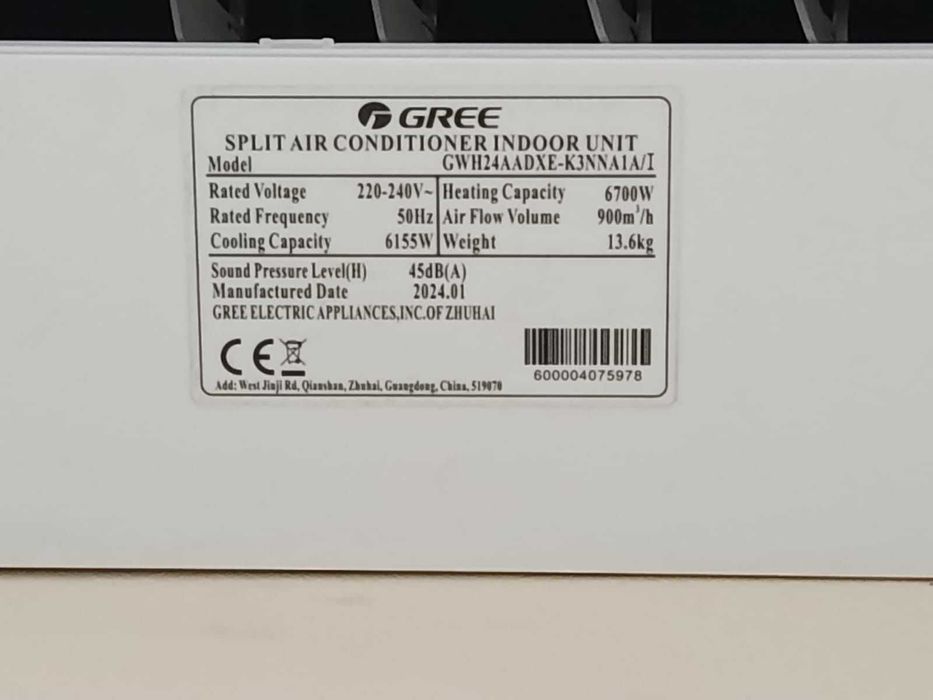 GREE
SPLIT AIR CONDITIONER INDOOR UNIT
Model GWH24AADXE-K3NNA1A/I
Rated Voltage 220-240V~ Heating Capacity 6700W
Rated Frequency 50Hz Air Flow Volume 900m³/h
Cooling Capacity 6155W Weight 13.6kg
Sound Pressure Level(H) 45dB(A)
Manufactured Date 2024.01
GREE ELECTRIC APPLIANCES,INC.OF ZHUHAI
CE
600004075978
Add: West Jinji Rd, Qianshan, Zhuhai, Guangdong, China, 519070